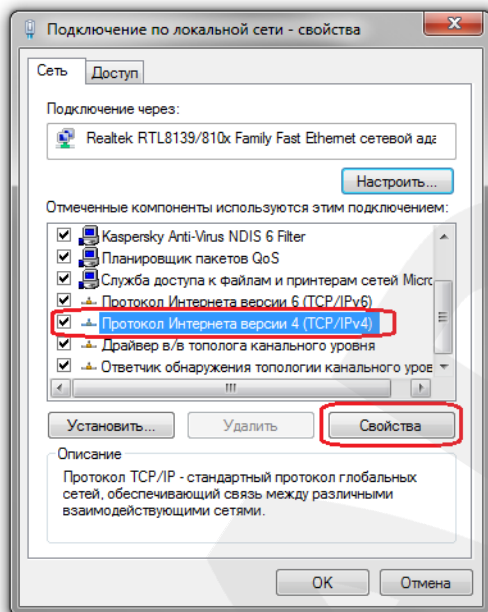 Подключение по локальной сети - свойства
Сеть
Доступ
Подключение через:
Realtek RTL8139/810x Family Fast Ethernet сетевой ада
Настроить...
Отмеченные компоненты используются этим подключением:
Kaspersky Anti-Virus NDIS 6 Filter
Планировщик пакетов QoS
Служба доступа к файлам и принтерам сетей Micro
Протокол Интернета версии 6 (TCP/IPv6)
Протокол Интернета версии 4 (TCP/IPv4)
Драйвер в/в тополога канального уровня
Ответчик обнаружения топологии канального уров
Установить...
Удалить
Свойства
Описание
Протокол TCP/IP - стандартный протокол глобальных
сетей, обеспечивающий связь между различными
взаимодействующими сетями.
OK
Отмена